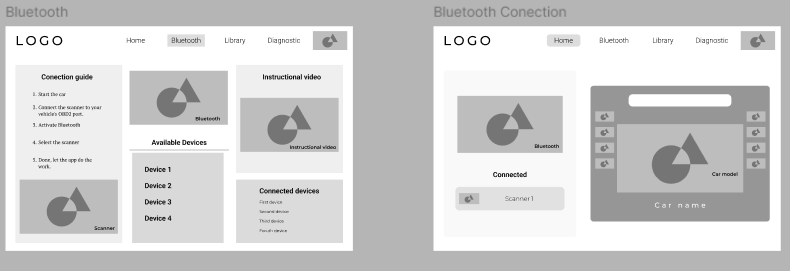 Bluetooth
LOGO
Home
Bluetooth
Library
Diagnostic
Conection guide
1. Start the car
2. Connect the scanner to your
vehicle's OBD2 port.
3. Activate Bluetooth
4. Select the scanner
5. Done, let the app do the
work.
Scanner
Bluetooth
Available Devices
Device 1
Device 2
Device 3
Device 4
Instructional video
Instructional video
Connected devices
First device
Second device
Third device
Fourth device
Bluetooth Conection
LOGO
Home
Bluetooth
Library
Diagnostic
Bluetooth
Connected
Scanner 1
Car model
Car name